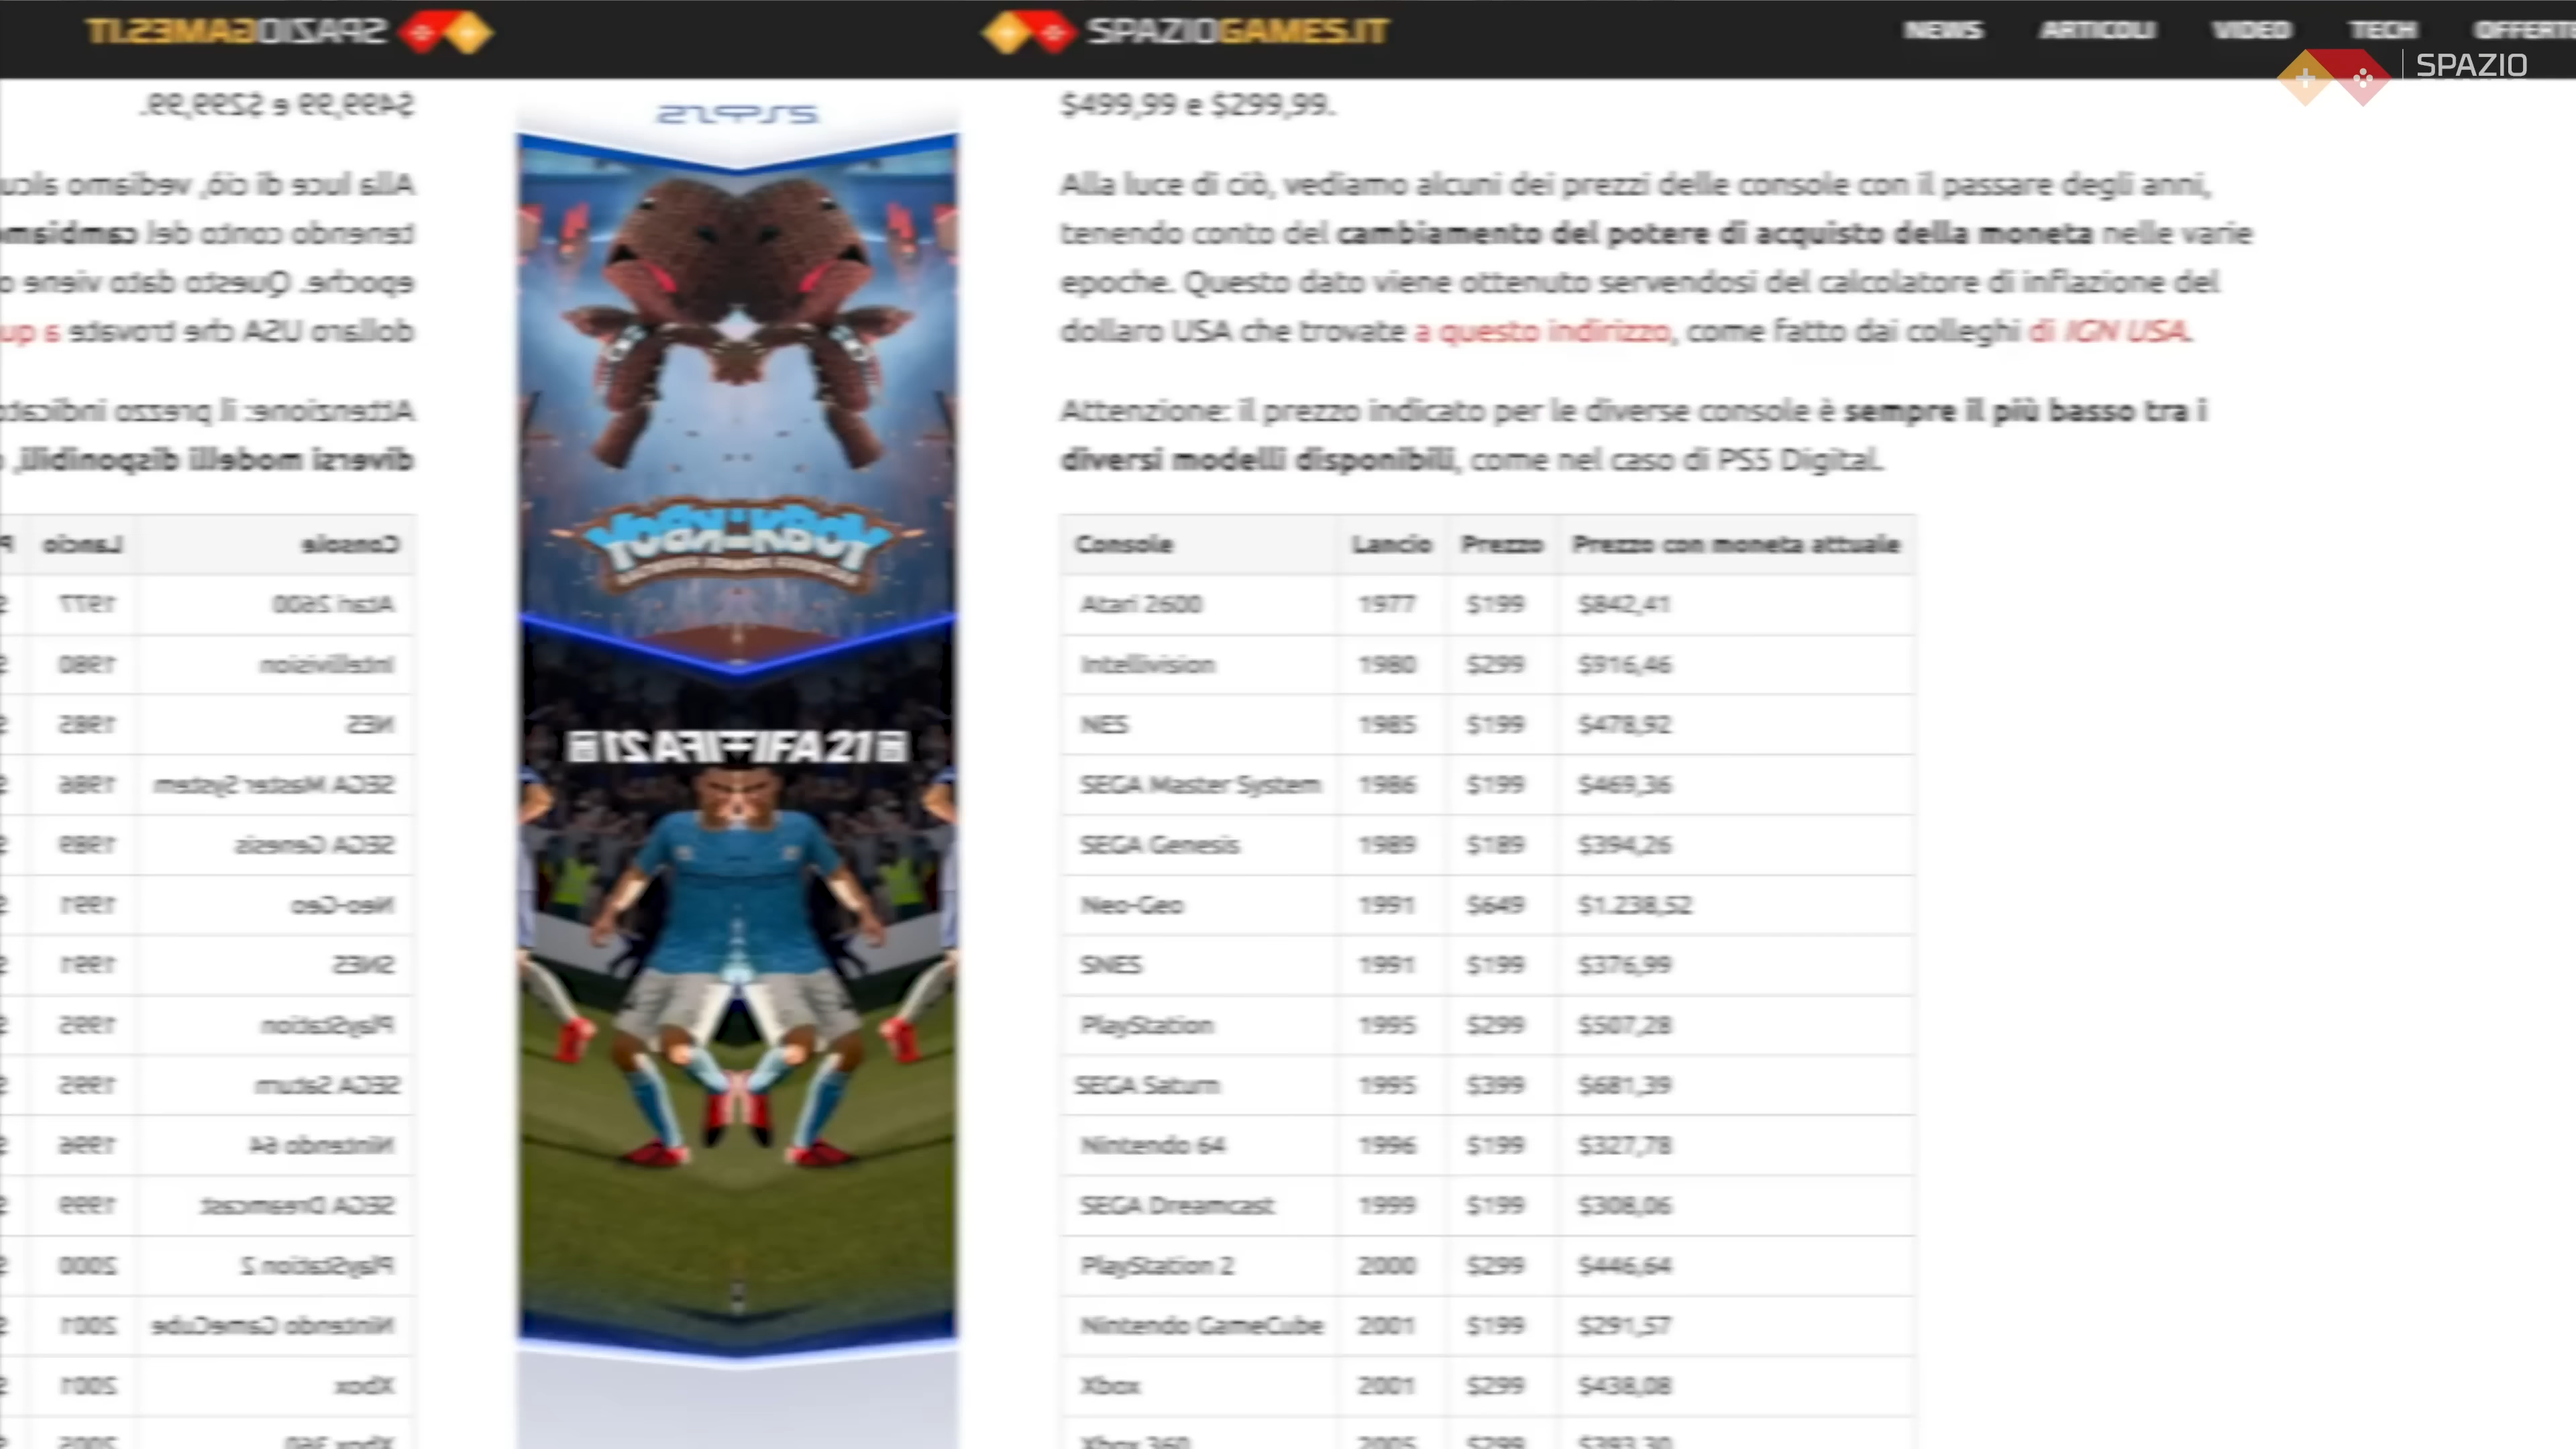 SPAZIOGAMES.IT
NEWS ARTICOLI VIDEO TECH OFFERTE
SPAZIO
$499,99 e $299,99.
Alla luce di ciò, vediamo alcuni dei prezzi delle console con il passare degli anni,
tenendo conto del cambiamento del potere di acquisto della moneta nelle varie
epoche. Questo dato viene ottenuto servendosi del calcolatore di inflazione del
dollaro USA che trovate a questo indirizzo, come fatto dai colleghi di IGN USA.
Attenzione: il prezzo indicato per le diverse console è sempre il più basso tra i
diversi modelli disponibili, come nel caso di PS5 Digital.
Console Lancio Prezzo Prezzo con moneta attuale
Atari 2600 1977 $199 $842,41
Intellivision 1980 $299 $916,46
NES 1985 $199 $478,92
SEGA Master System 1986 $199 $469,36
SEGA Genesis 1989 $189 $394,26
Neo-Geo 1991 $649 $1.238,52
SNES 1991 $199 $376,99
PlayStation 1995 $299 $507,28
SEGA Saturn 1995 $399 $681,39
Nintendo 64 1996 $199 $327,78
SEGA Dreamcast 1999 $199 $308,06
PlayStation 2 2000 $299 $446,64
Nintendo GameCube 2001 $199 $291,57
Xbox 2001 $299 $438,08
Xbox 360 2005 $299 $393,30
FIFA 21